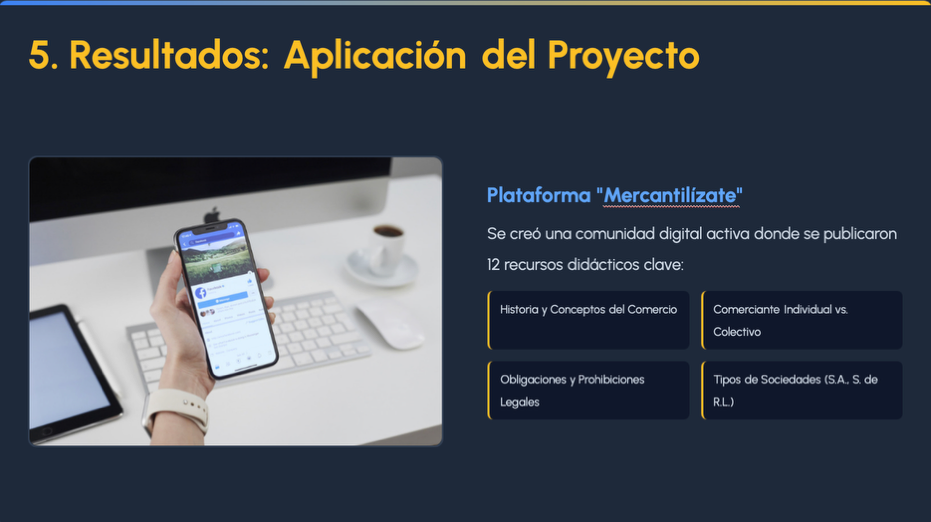 5. Resultados: Aplicación del Proyecto
Plataforma "Mercantilízate"
Se creó una comunidad digital activa donde se publicaron
12 recursos didácticos clave:
Historia y Conceptos del Comercio
Comerciante Individual vs.
Colectivo
Obligaciones y Prohibiciones
Legales
Tipos de Sociedades (S.A., S. de
R.L.)